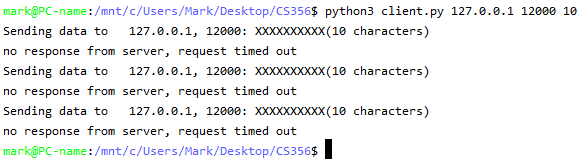 mark@PC-name:/mnt/c/Users/Mark/Desktop/CS356$ python3 client.py 127.0.0.1 12000 10
Sending data to   127.0.0.1, 12000: XXXXXXXXXX(10 characters)
no response from server, request timed out
Sending data to   127.0.0.1, 12000: XXXXXXXXXX(10 characters)
no response from server, request timed out
Sending data to   127.0.0.1, 12000: XXXXXXXXXX(10 characters)
no response from server, request timed out
mark@PC-name:/mnt/c/Users/Mark/Desktop/CS356$